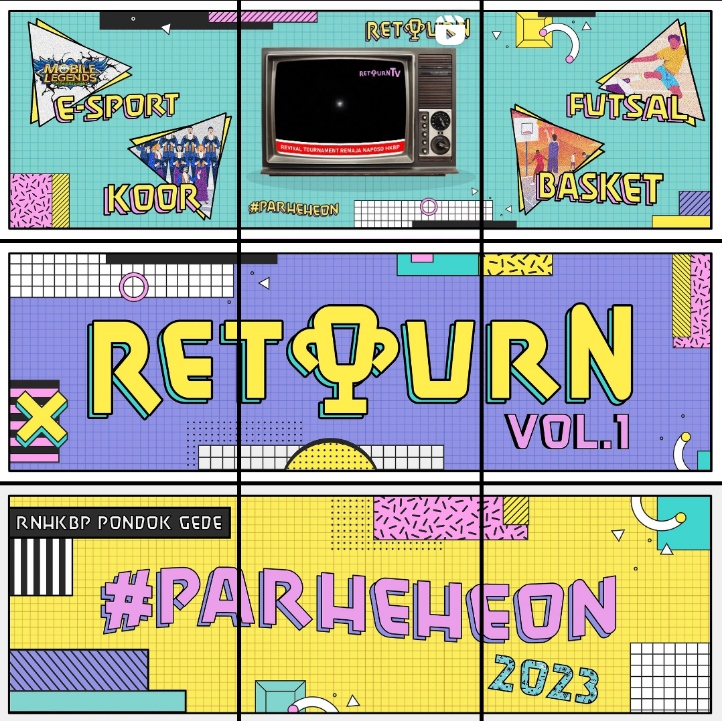 MOBILE LEGENDS
E-SPORT
KOOR
RETOURN
RETOURNTV
REVIVAL TOURNAMENT REMAJA NAPOSO HKBP
#PARHEHEON
FUTSAL
BASKET
RETOURN
VOL.1
RNHKBP PONDOK GEDE
#PARHEHEON
2023